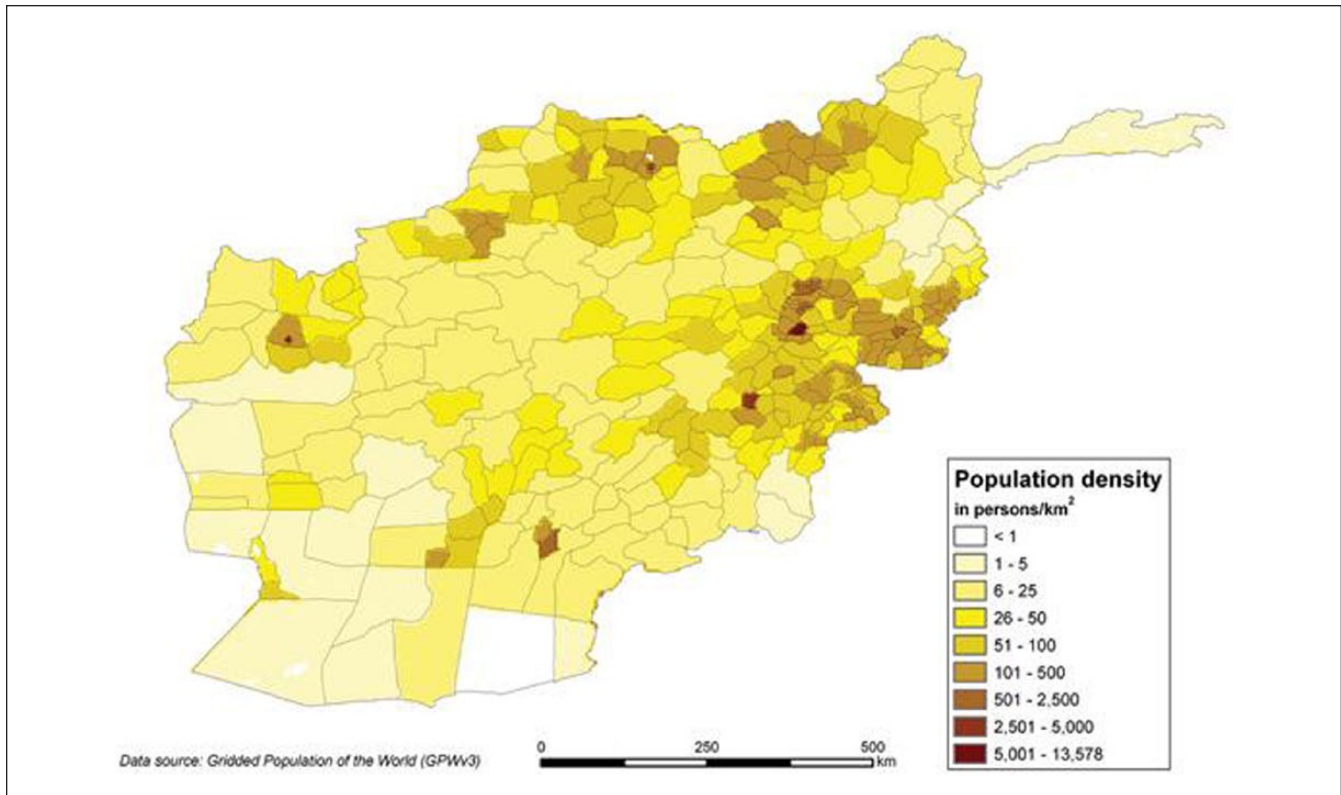 Population density
in persons/km²
< 1
1 - 5
6 - 25
26 - 50
51 - 100
101 - 500
501 - 2,500
2,501 - 5,000
5,001 - 13,578
Data source: Gridded Population of the World (GPWv3)
0 250 500
km